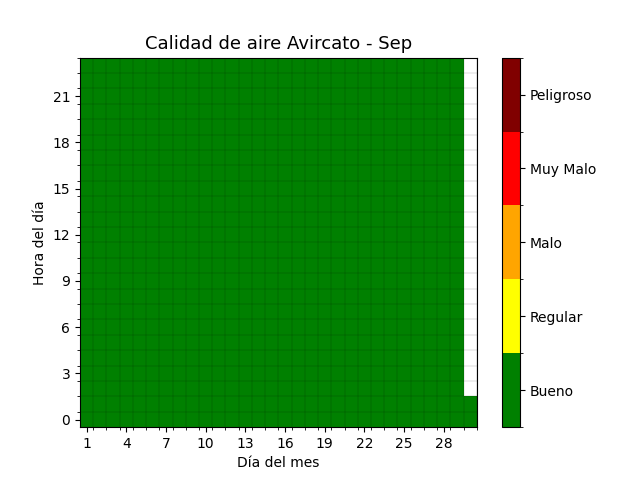 Calidad de aire Avircato - Sep
Hora del día
21
18
15
12
9
6
3
0
1 4 7 10 13 16 19 22 25 28
Día del mes
Peligroso
Muy Malo
Malo
Regular
Bueno